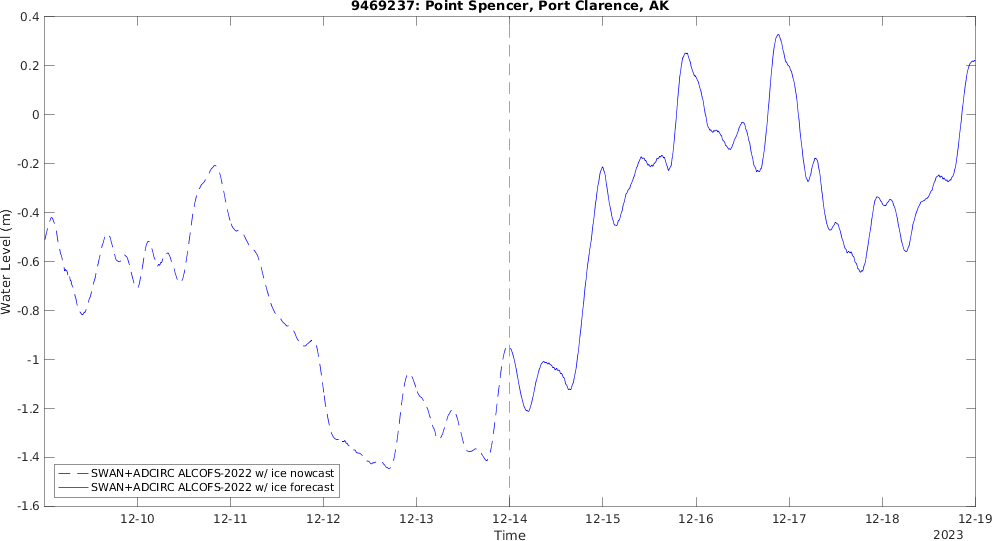 9469237: Point Spencer, Port Clarence, AK
0.4
0.2
0
-0.2
-0.4
-0.6
-0.8
-1
-1.2
-1.4
-1.6
Water Level (m)
SWAN+ADCIRC ALCOFS-2022 w/ ice nowcast
SWAN+ADCIRC ALCOFS-2022 w/ ice forecast
12-10 12-11 12-12 12-13 12-14 12-15 12-16 12-17 12-18 12-19
Time
2023